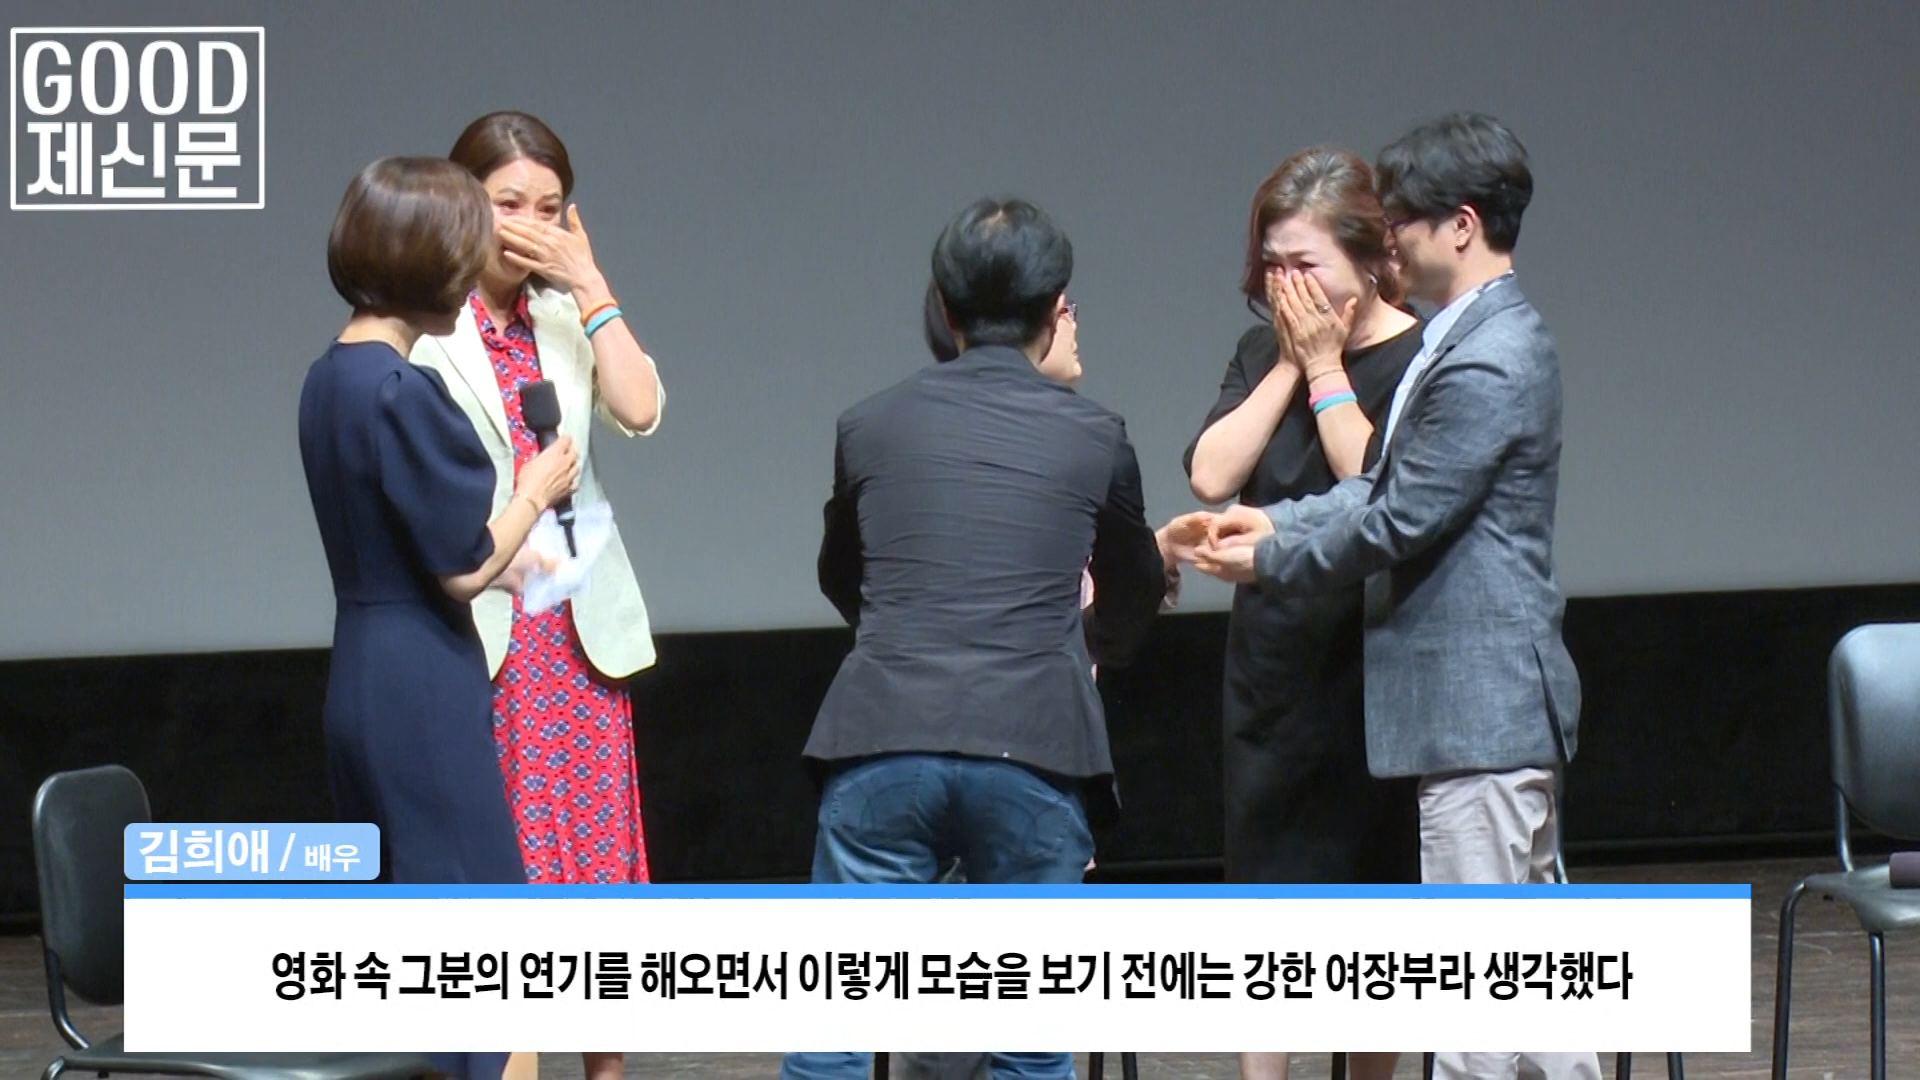 GOOD
제신문
김희애 / 배우
영화 속 그분의 연기를 해오면서 이렇게 모습을 보기 전에는 강한 여장부라 생각했다